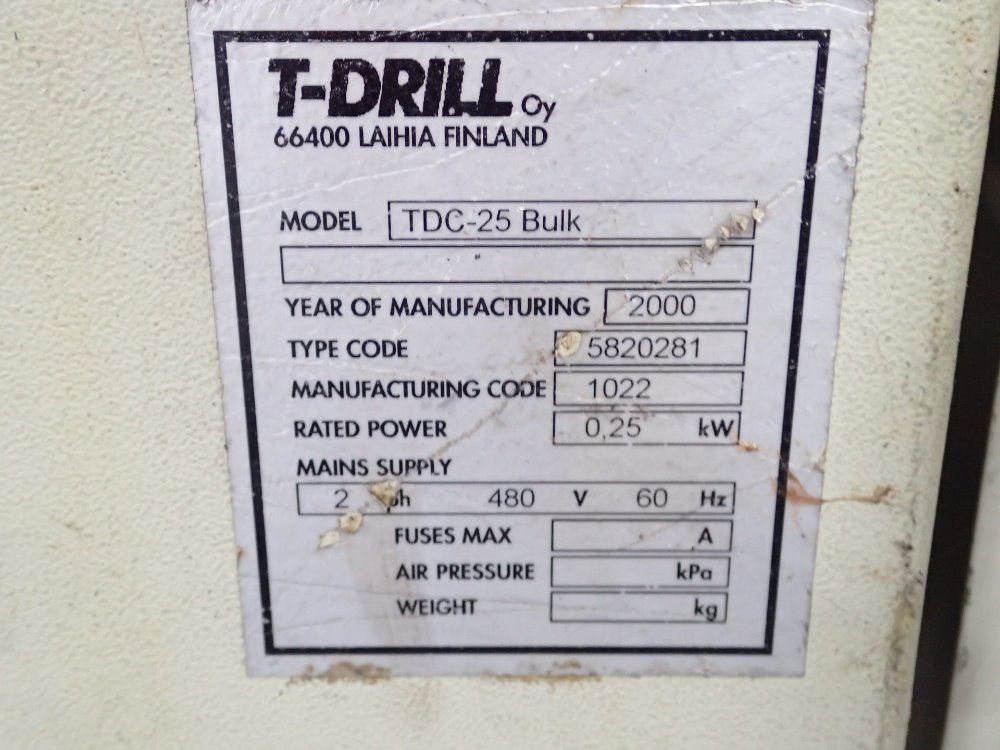 T-DRILL Oy
66400 LAIHIA FINLAND
MODEL TDC-25 Bulk
YEAR OF MANUFACTURING 2000
TYPE CODE 5820281
MANUFACTURING CODE 1022
RATED POWER 0,25 kW
MAINS SUPPLY
2 ph 480 V 60 Hz
FUSES MAX A
AIR PRESSURE kPa
WEIGHT kg